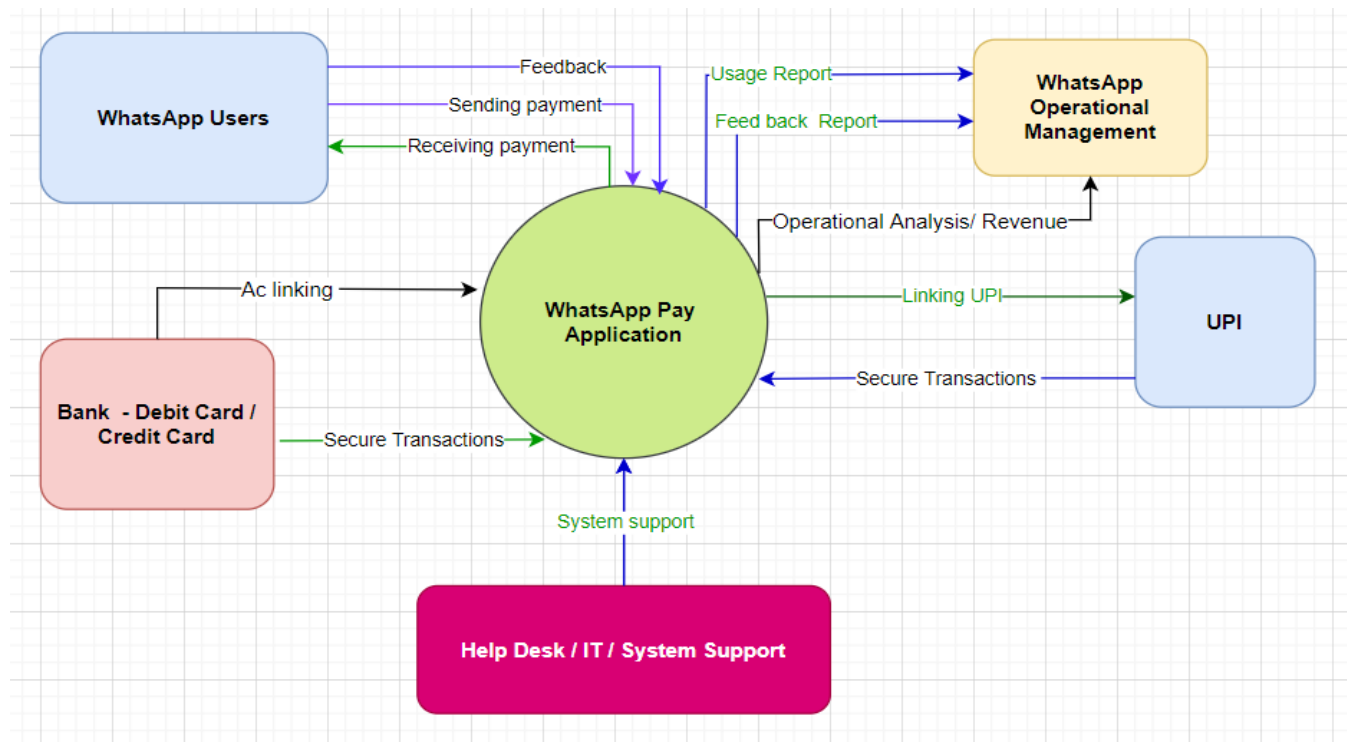 WhatsApp Users
Feedback
Sending payment
Receiving payment
Usage Report
Feed back Report
WhatsApp
Operational
Management
Operational Analysis/ Revenue
Ac linking
WhatsApp Pay
Application
Linking UPI
UPI
Secure Transactions
Bank - Debit Card /
Credit Card
Secure Transactions
System support
Help Desk / IT / System Support